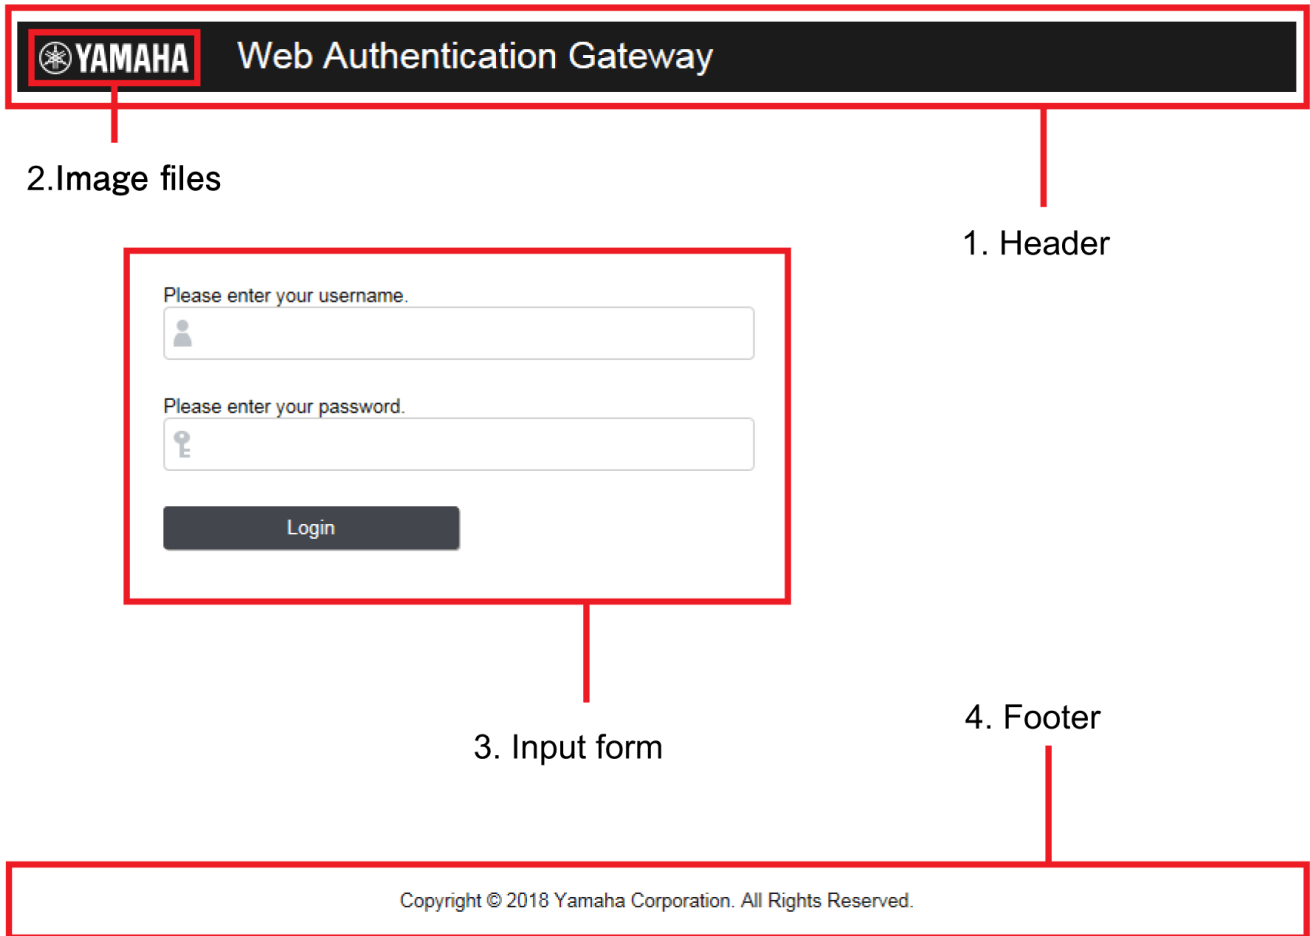 YAMAHA Web Authentication Gateway
2.Image files
1. Header
Please enter your username.
Please enter your password.
Login
3. Input form
4. Footer
Copyright © 2018 Yamaha Corporation. All Rights Reserved.